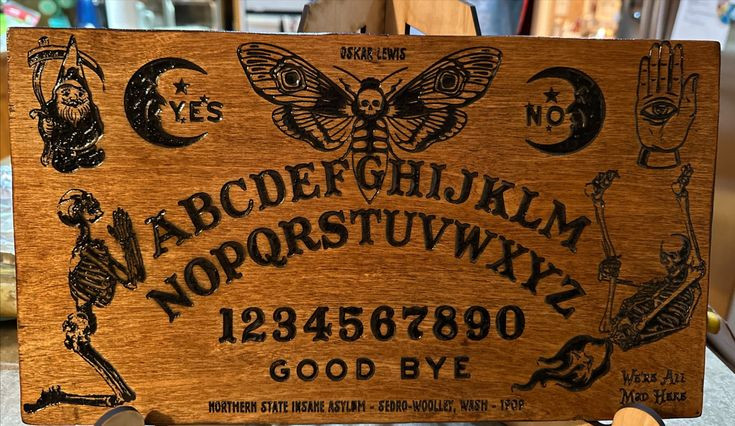 OSKAR LEWIS
YES
NO
ABCDEFGHIJKLM
NOPQRSTUVWXYZ
1234567890
GOOD BYE
We're All
Mad Here
NORTHERN STATE INSANE ASYLUM - SEDRO-WOOLLEY, WASH - 1909